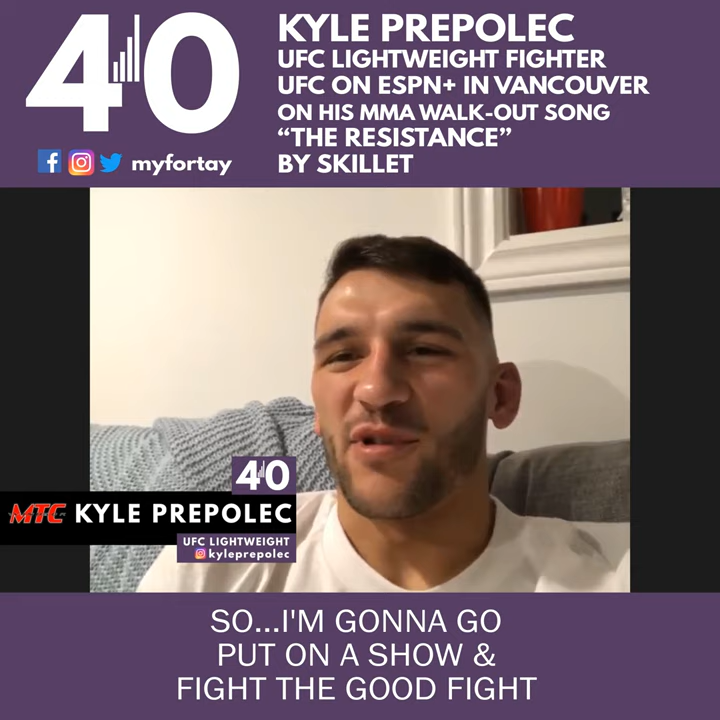 40
KYLE PREPOLEC
UFC LIGHTWEIGHT FIGHTER
UFC ON ESPN+ IN VANCOUVER
ON HIS MMA WALK-OUT SONG
“THE RESISTANCE”
BY SKILLET
myfortay
40
MTC KYLE PREPOLEC
UFC LIGHTWEIGHT
kyleprepolec
SO...I'M GONNA GO
PUT ON A SHOW &
FIGHT THE GOOD FIGHT